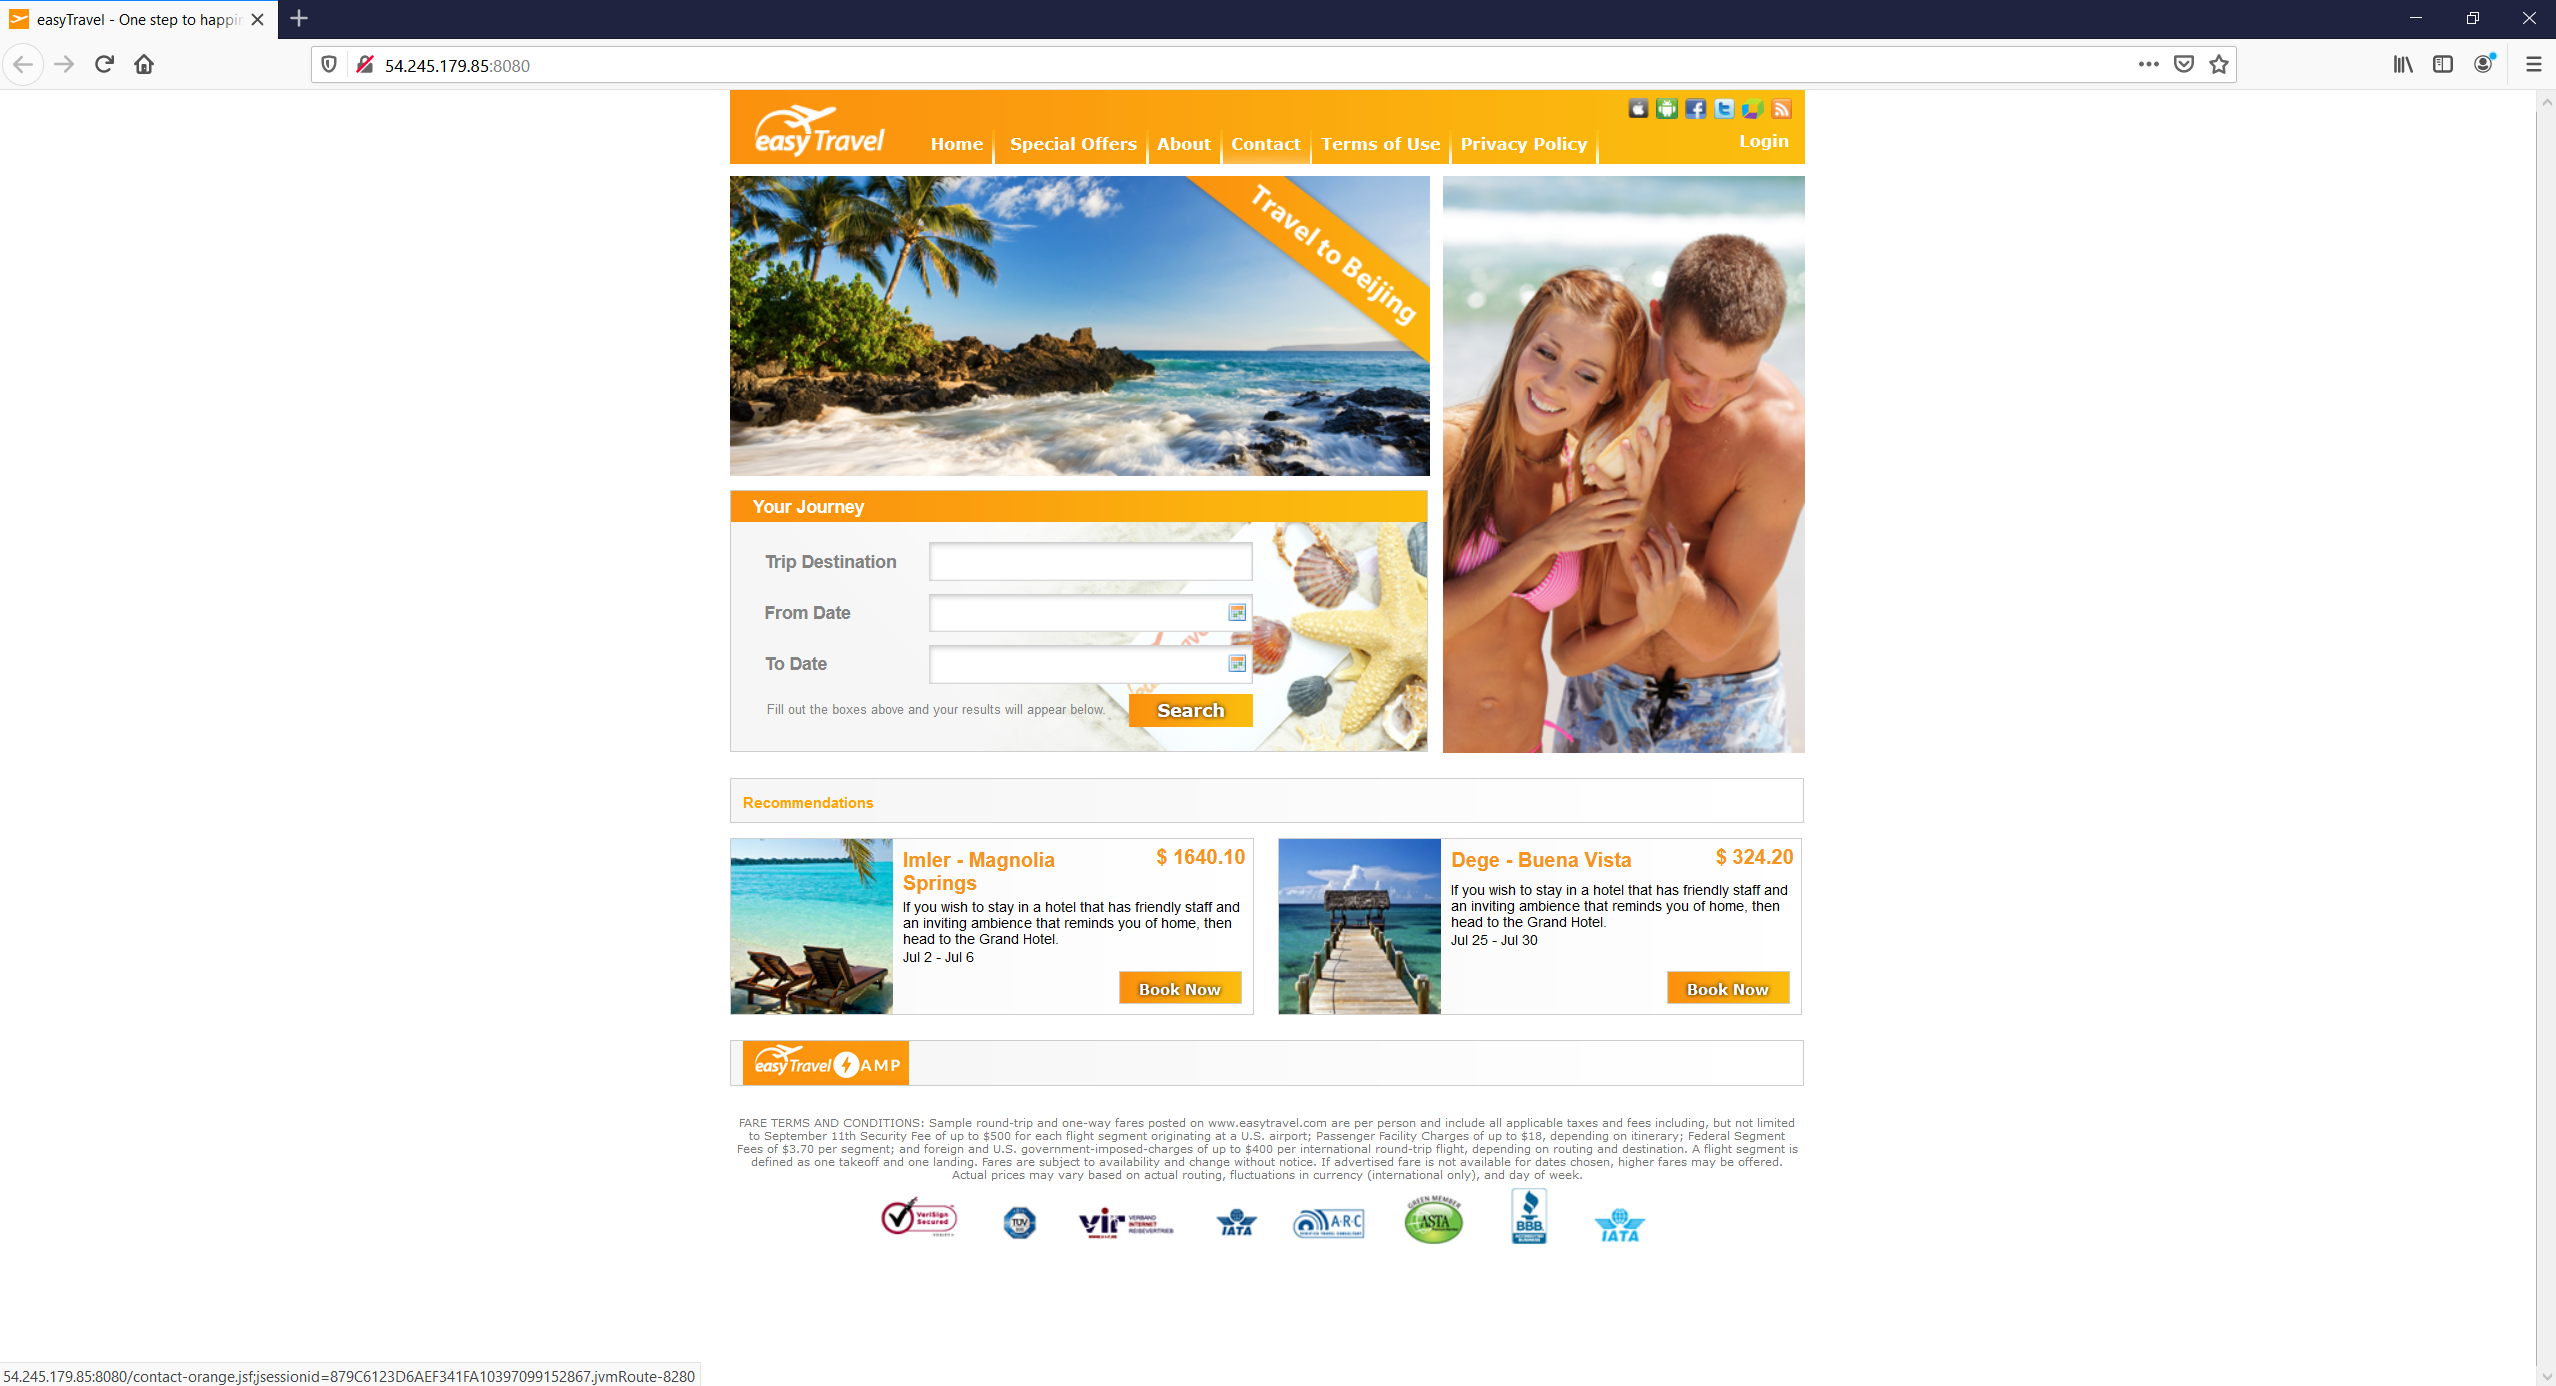 easyTravel - One step to happin
54.245.179.85:8080
easyTravel
Home
Special Offers
About
Contact
Terms of Use
Privacy Policy
Login
Travel to Beijing
Your Journey
Trip Destination
From Date
To Date
Fill out the boxes above and your results will appear below.
Search
Recommendations
Imler - Magnolia
Springs
$ 1640.10
If you wish to stay in a hotel that has friendly staff and
an inviting ambience that reminds you of home, then
head to the Grand Hotel.
Jul 2 - Jul 6
Book Now
Dege - Buena Vista
$ 324.20
If you wish to stay in a hotel that has friendly staff and
an inviting ambience that reminds you of home, then
head to the Grand Hotel.
Jul 25 - Jul 30
Book Now
easyTravel AMP
FARE TERMS AND CONDITIONS: Sample round-trip and one-way fares posted on www.easytravel.com are per person and include all applicable taxes and fees including, but not limited
to September 11th Security Fee of up to $500 for each flight segment originating at a U.S. airport; Passenger Facility Charges of up to $18, depending on itinerary; Federal Segment
Fees of $3.70 per segment; and foreign and U.S. government-imposed-charges of up to $400 per international round-trip flight, depending on routing and destination. A flight segment is
defined as one takeoff and one landing. Fares are subject to availability and change without notice. If advertised fare is not available for dates chosen, higher fares may be offered.
Actual prices may vary based on actual routing, fluctuations in currency (international only), and day of week.
VeriSign
Secured
TÜV
vir
VERBAND
INTERNET
REISEVERTRIEB
IATA
A·R·C
GREEN MEMBER
ASTA
BBB
ACCREDITED
BUSINESS
IATA
54.245.179.85:8080/contact-orange.jsf;jsessionid=879C6123D6AEF341FA10397099152867.jvmRoute-8280